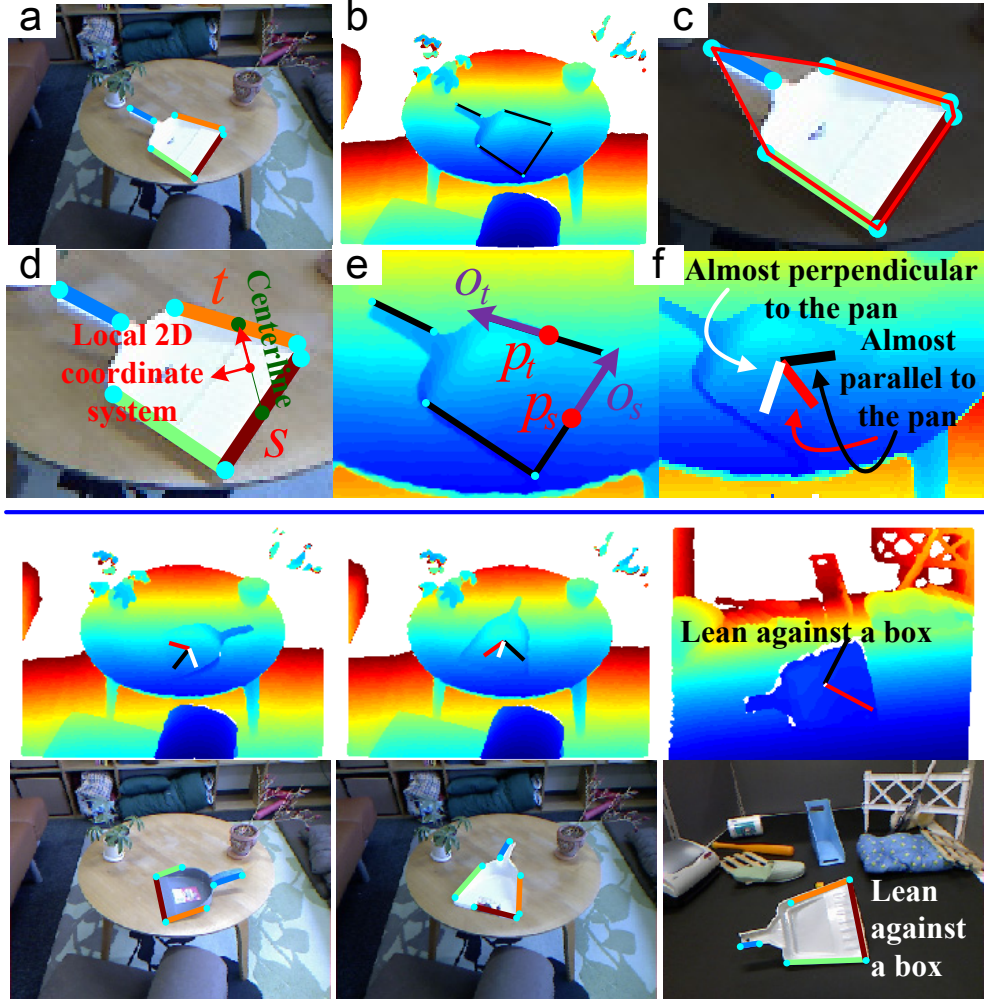 a
b
c
d
t
Centerline
Local 2D
coordinate
system
S
e
o_t
p_t
p_s
o_s
f
Almost perpendicular
to the pan
Almost
parallel to
the pan
Lean against a box
Lean
against
a box